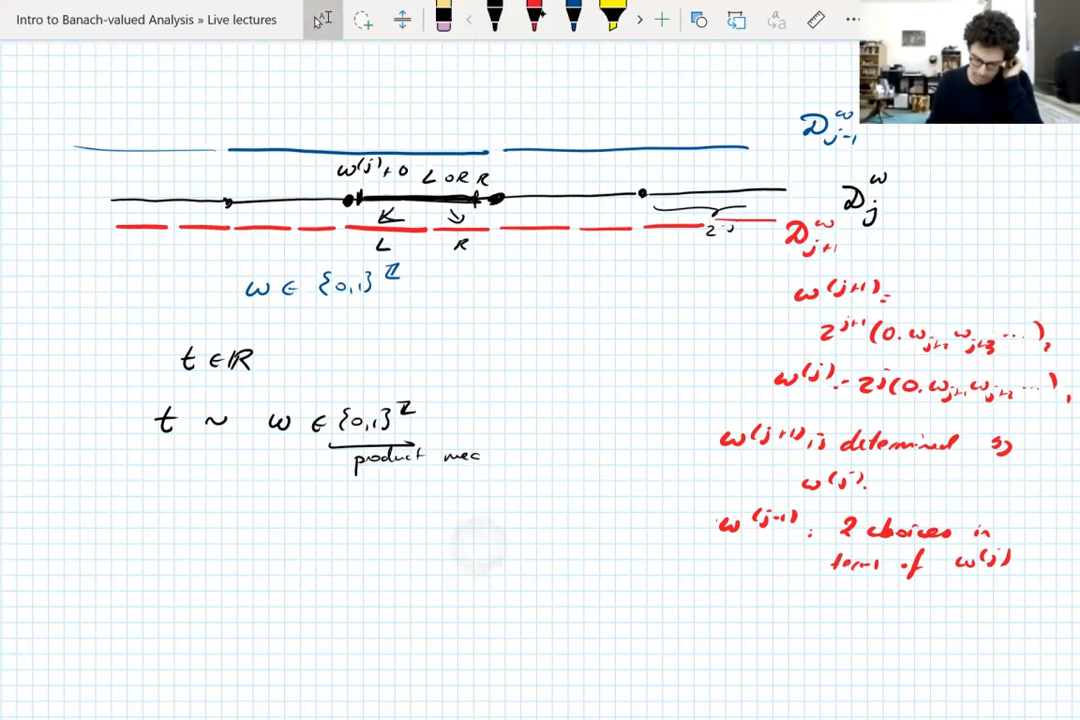 Intro to Banach-valued Analysis » Live lectures
𝒟^ω_{j-1}
ω(j)+0 L OR R
𝒟^ω_j
L R
𝒟^ω_{j+1}
ω ∈ {0,1}^ℤ
ω(j+1) =
2^{j+1}(0.ω_{j+2} ω_{j+3} ...)_2
t ∈ ℝ
ω(j) = 2^j(0.ω_{j+1} ω_{j+2} ...)_2
t ~ ω ∈ {0,1}^ℤ
product mea
ω(j+1) is determined by
ω(j).
ω(j-1): 2 choices in
terms of ω(j)